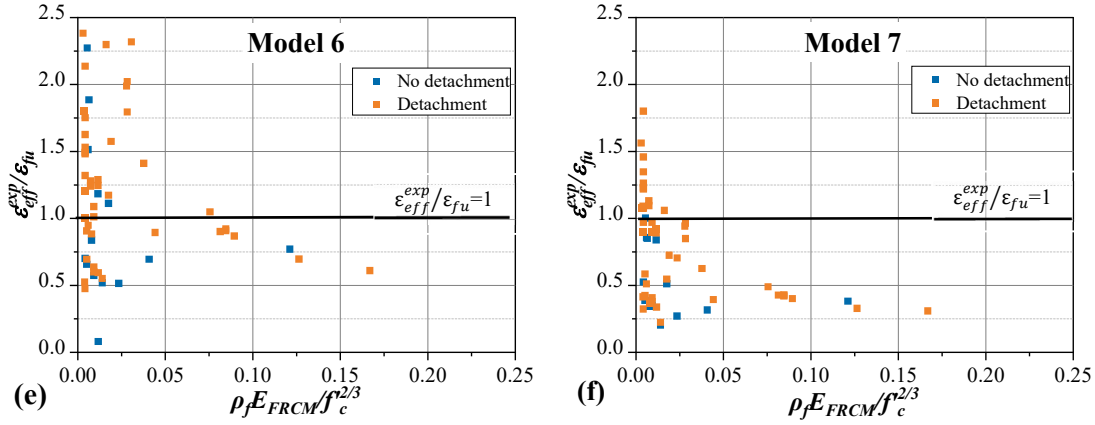 2.5
2.0
1.5
1.0
0.5
0.0
ε_eff^exp/ε_fu
Model 6
No detachment
Detachment
ε_eff^exp/ε_fu=1
0.00 0.05 0.10 0.15 0.20 0.25
(e)
ρ_f E_FRCM/f'_c^2/3
2.5
2.0
1.5
1.0
0.5
0.0
ε_eff^exp/ε_fu
Model 7
No detachment
Detachment
ε_eff^exp/ε_fu=1
0.00 0.05 0.10 0.15 0.20 0.25
(f)
ρ_f E_FRCM/f'_c^2/3